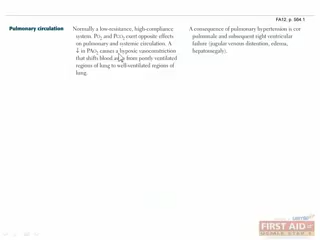 FA12, p. 504 1
Pulmonary circulation
Normally a low-resistance, high-compliance
system. Po₂ and Pco₂ exert opposite effects
on pulmonary and systemic circulation. A
↓ in PAo₂ causes a hypoxic vasoconstriction
that shifts blood away from poorly ventilated
regions of lung to well-ventilated regions of
lung.
A consequence of pulmonary hypertension is cor
pulmonale and subsequent right ventricular
failure (jugular venous distention, edema,
hepatomegaly).
FIRST AID